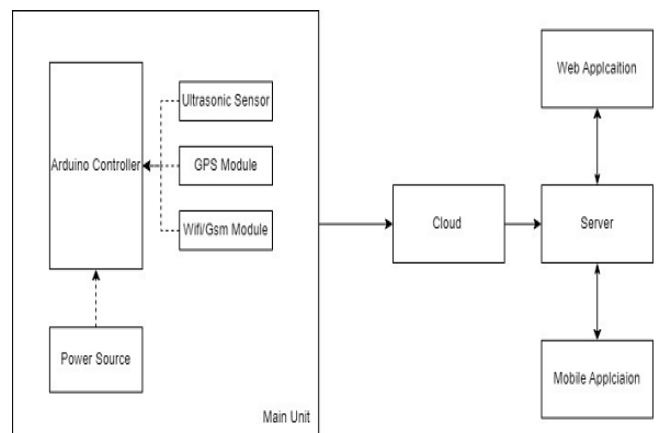 Arduino Controller
Ultrasonic Sensor
GPS Module
Wifi/Gsm Module
Power Source
Main Unit
Cloud
Web Applcaition
Server
Mobile Applciaion